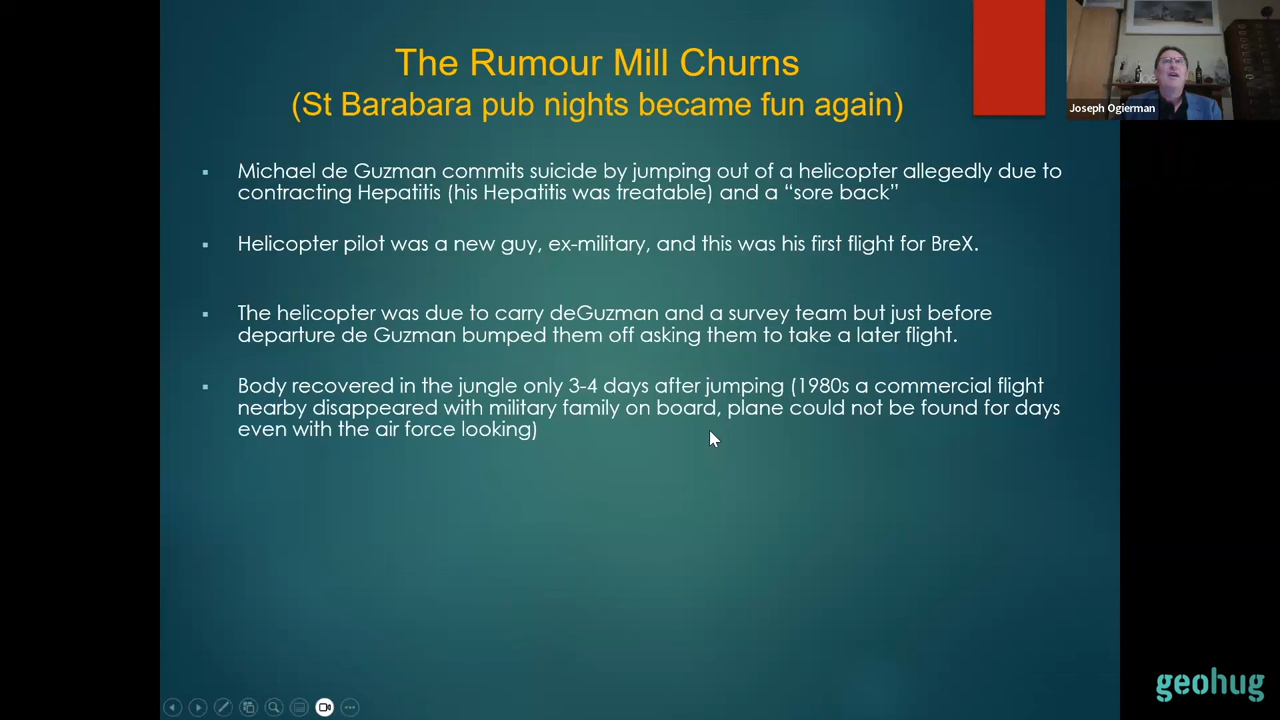 The Rumour Mill Churns
(St Barabara pub nights became fun again)
Joseph Ogierman
Michael de Guzman commits suicide by jumping out of a helicopter allegedly due to
contracting Hepatitis (his Hepatitis was treatable) and a “sore back”
Helicopter pilot was a new guy, ex-military, and this was his first flight for BreX.
The helicopter was due to carry deGuzman and a survey team but just before
departure de Guzman bumped them off asking them to take a later flight.
Body recovered in the jungle only 3-4 days after jumping (1980s a commercial flight
nearby disappeared with military family on board, plane could not be found for days
even with the air force looking)
geohug